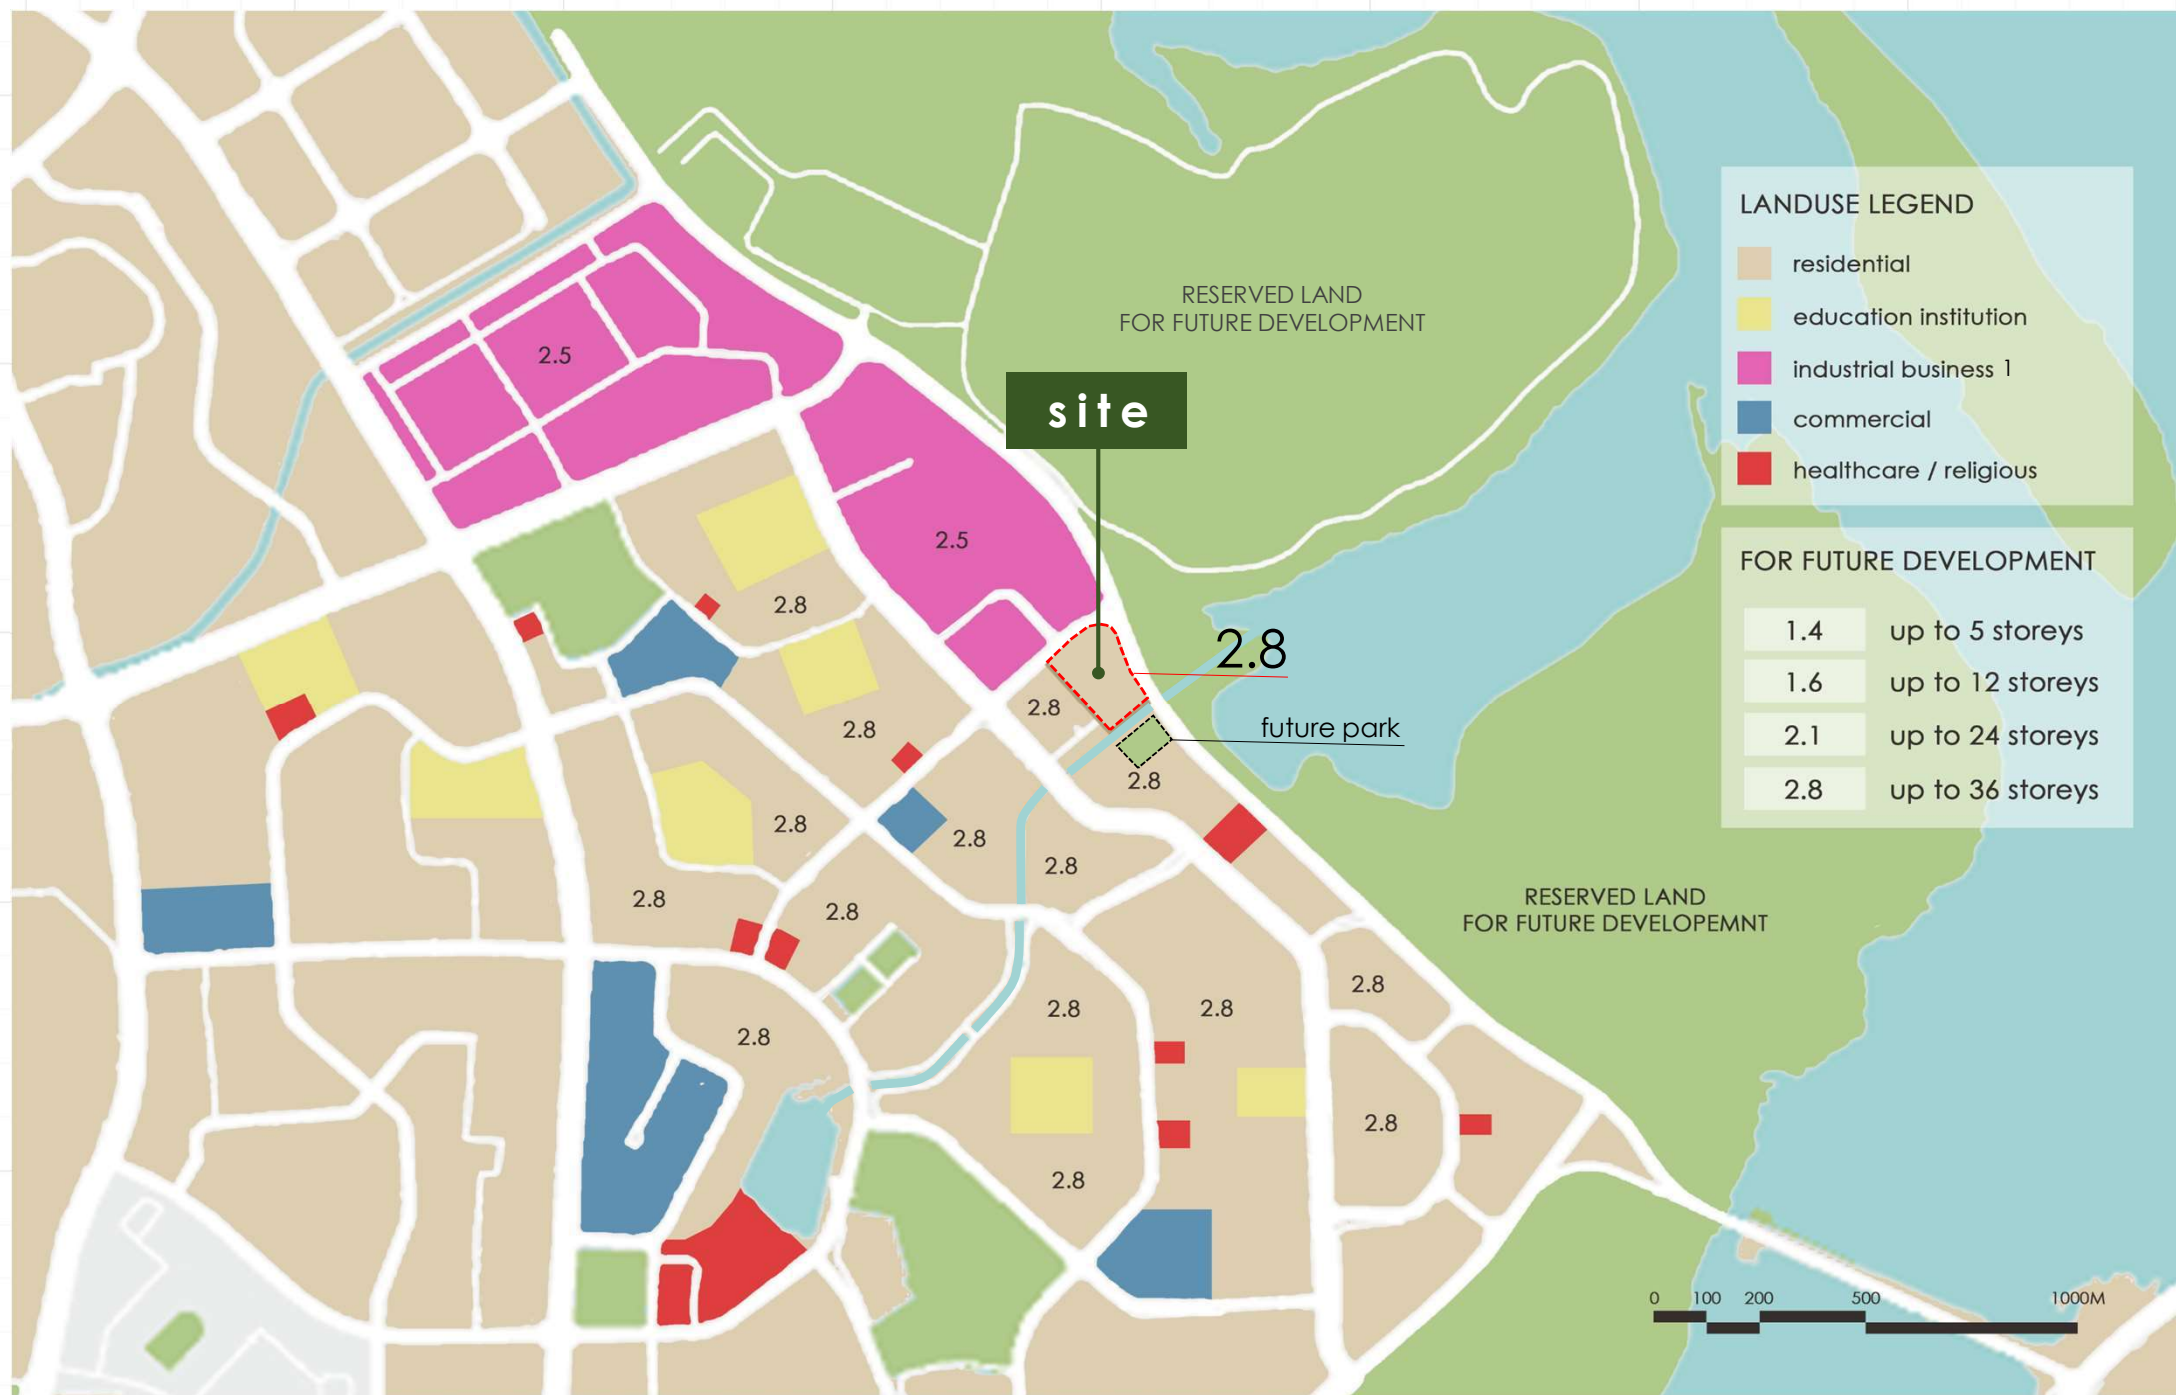 LANDUSE LEGEND
residential
education institution
industrial business 1
commercial
healthcare / religious
FOR FUTURE DEVELOPMENT
1.4 up to 5 storeys
1.6 up to 12 storeys
2.1 up to 24 storeys
2.8 up to 36 storeys
RESERVED LAND
FOR FUTURE DEVELOPMENT
2.5
site
2.5
2.8
2.8
2.8
2.8
future park
2.8
2.8
2.8
2.8
2.8
2.8
2.8
RESERVED LAND
FOR FUTURE DEVELOPEMNT
2.8
2.8
2.8
2.8
2.8
2.8
0 100 200 500 1000M